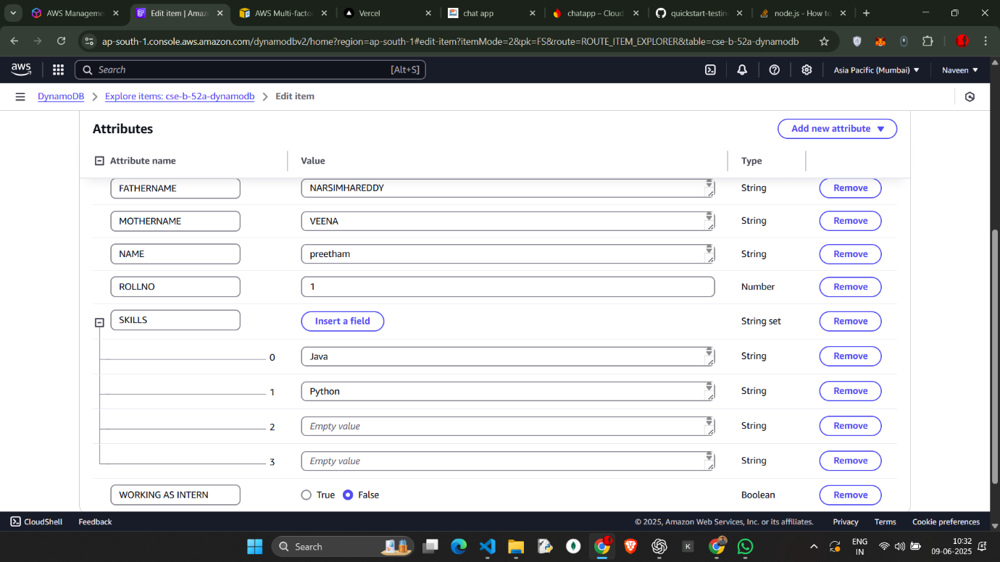 AWS Manageme
Edit item | Amaz
AWS Multi-facto
Vercel
chat app
chatapp – Cloud
quickstart-testin
node.js - How to
ap-south-1.console.aws.amazon.com/dynamodbv2/home?region=ap-south-1#edit-item?itemMode=2&pk=FS&route=ROUTE_ITEM_EXPLORER&table=cse-b-52a-dynamodb
aws
Search [Alt+S]
Asia Pacific (Mumbai)
Naveen
DynamoDB
Explore items: cse-b-52a-dynamodb
Edit item
Attributes
Add new attribute
Attribute name Value Type
FATHERNAME NARSIMHAREDDY String Remove
MOTHERNAME VEENA String Remove
NAME preetham String Remove
ROLLNO 1 Number Remove
SKILLS Insert a field String set Remove
0 Java String Remove
1 Python String Remove
2 Empty value String Remove
3 Empty value String Remove
WORKING AS INTERN True False Boolean Remove
CloudShell Feedback © 2025, Amazon Web Services, Inc. or its affiliates. Privacy Terms Cookie preferences
Search
K
ENG
IN
10:32
09-06-2025